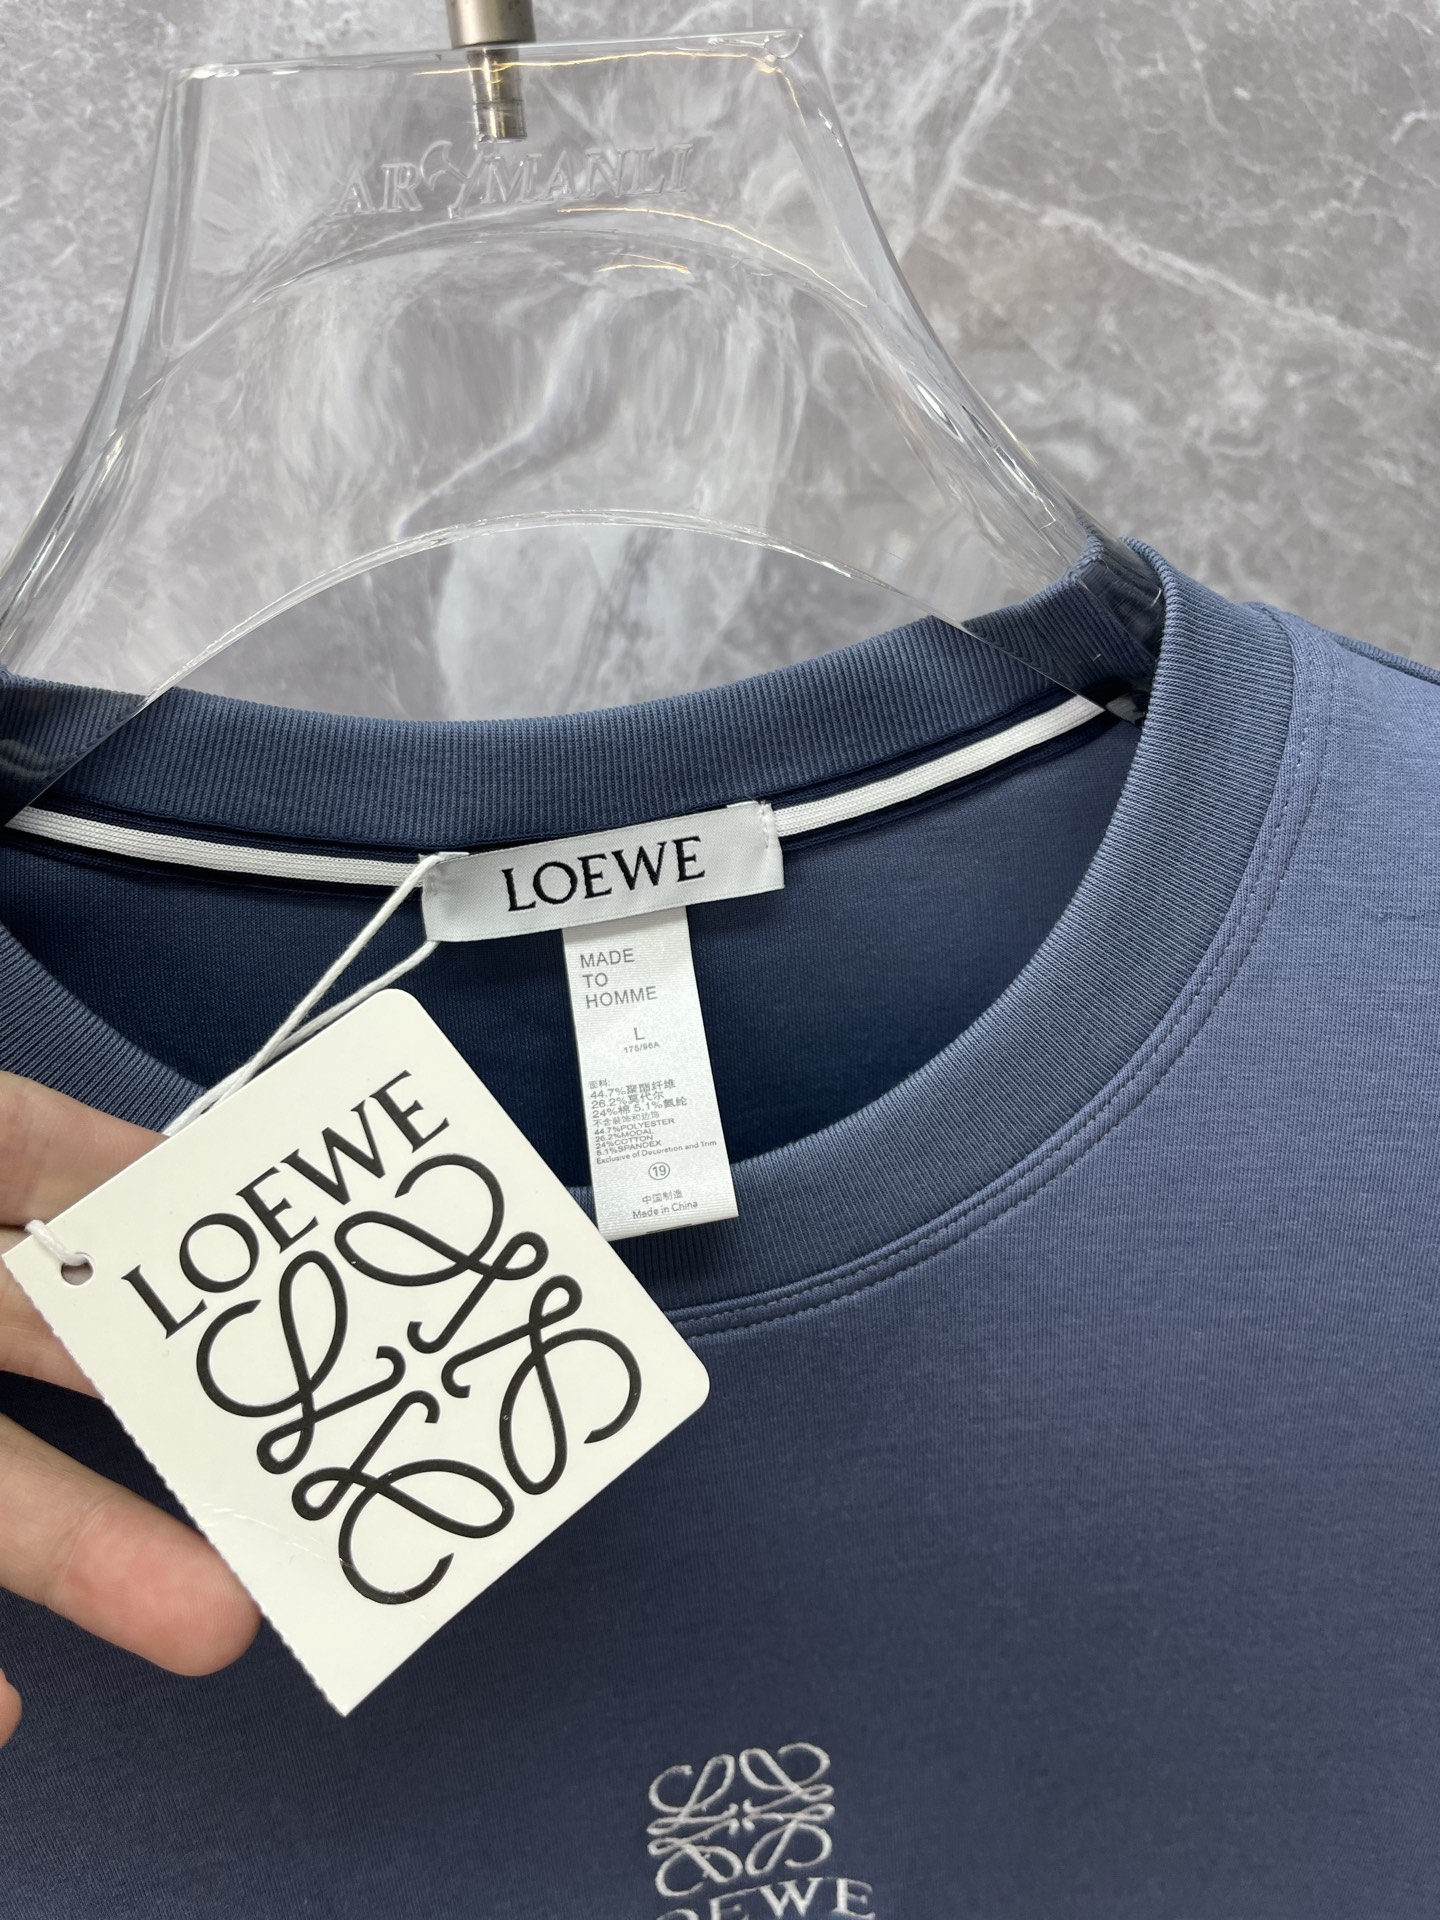 ARMANLI
LOEWE
MADE
TO
HOMME
L
175/96A
面料:
44.7%聚酯纤维
26.2%莫代尔
24%棉 5.1%氨纶
不含装饰和勋饰
44.7%POLYESTER
26.2%MODAL
24%COTTON
5.1%SPANDEX
Exclusive of Decoration and Trim
19
中国制造
Made in China
LOEWE